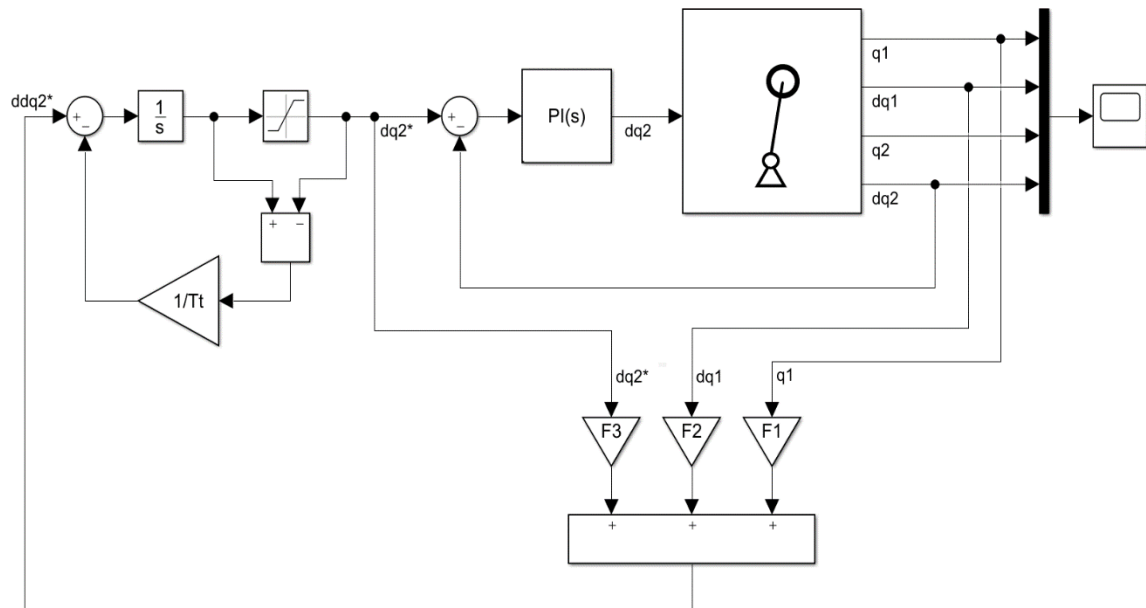 q1
dq1
q2
dq2
ddq2*
+
−
1
s
dq2*
+
−
PI(s)
dq2
+ −
1/Tt
dq2* dq1 q1
F3 F2 F1
+ + +